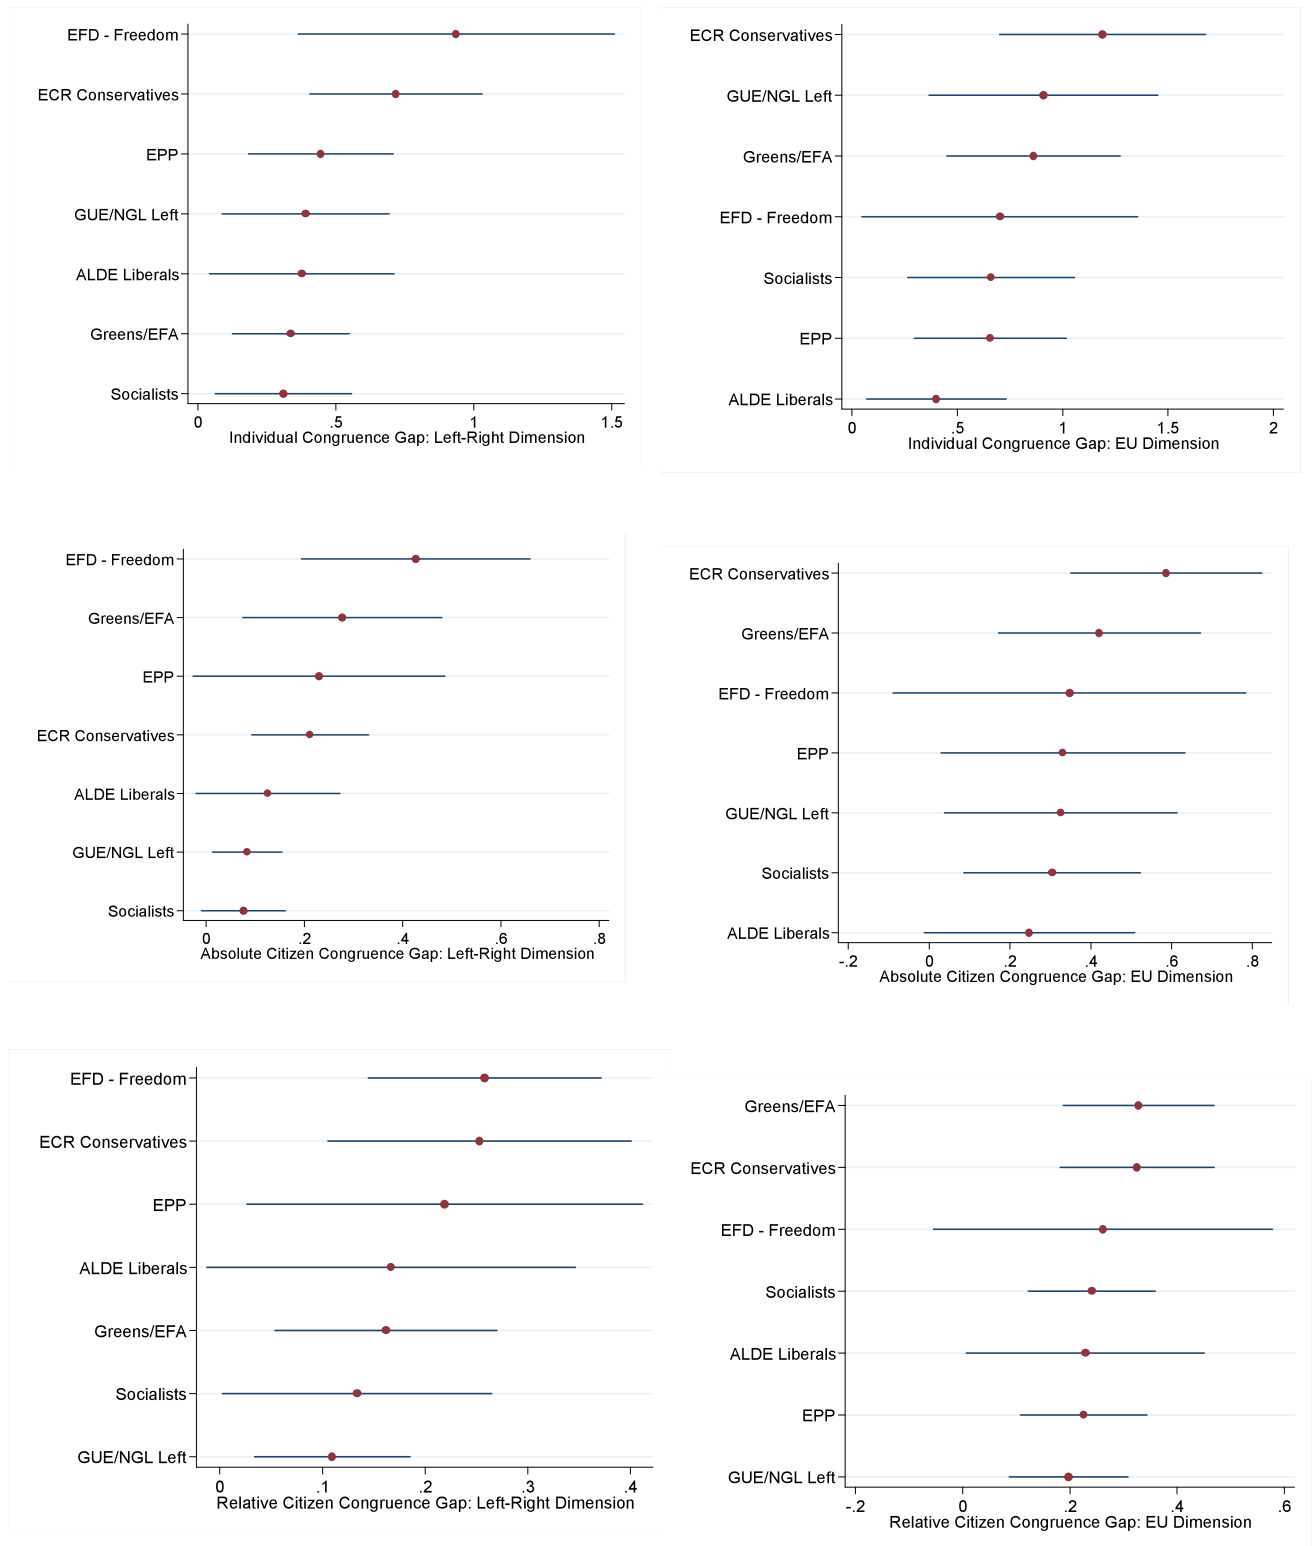 EFD - Freedom
ECR Conservatives
EPP
GUE/NGL Left
ALDE Liberals
Greens/EFA
Socialists
0 .5 1 1.5
Individual Congruence Gap: Left-Right Dimension
ECR Conservatives
GUE/NGL Left
Greens/EFA
EFD - Freedom
Socialists
EPP
ALDE Liberals
0 .5 1 1.5 2
Individual Congruence Gap: EU Dimension
EFD - Freedom
Greens/EFA
EPP
ECR Conservatives
ALDE Liberals
GUE/NGL Left
Socialists
0 .2 .4 .6 .8
Absolute Citizen Congruence Gap: Left-Right Dimension
ECR Conservatives
Greens/EFA
EFD - Freedom
EPP
GUE/NGL Left
Socialists
ALDE Liberals
-.2 0 .2 .4 .6 .8
Absolute Citizen Congruence Gap: EU Dimension
EFD - Freedom
ECR Conservatives
EPP
ALDE Liberals
Greens/EFA
Socialists
GUE/NGL Left
0 .1 .2 .3 .4
Relative Citizen Congruence Gap: Left-Right Dimension
Greens/EFA
ECR Conservatives
EFD - Freedom
Socialists
ALDE Liberals
EPP
GUE/NGL Left
-.2 0 .2 .4 .6
Relative Citizen Congruence Gap: EU Dimension